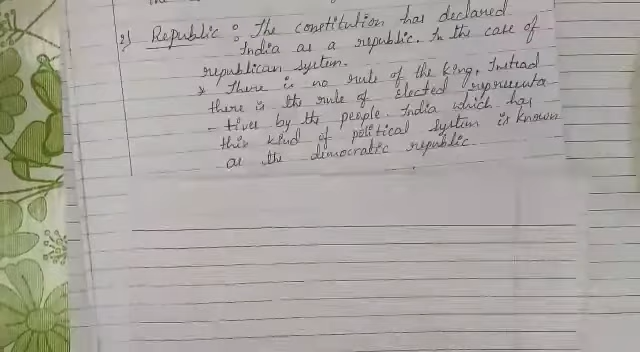 2) Republic : The constitution has declared
India as a republic. In the case of
republican system.
* There is no rule of the king. Instead
there is the rule of elected representa
- tives by the people. India which has
this kind of political system is known
as the democratic republic